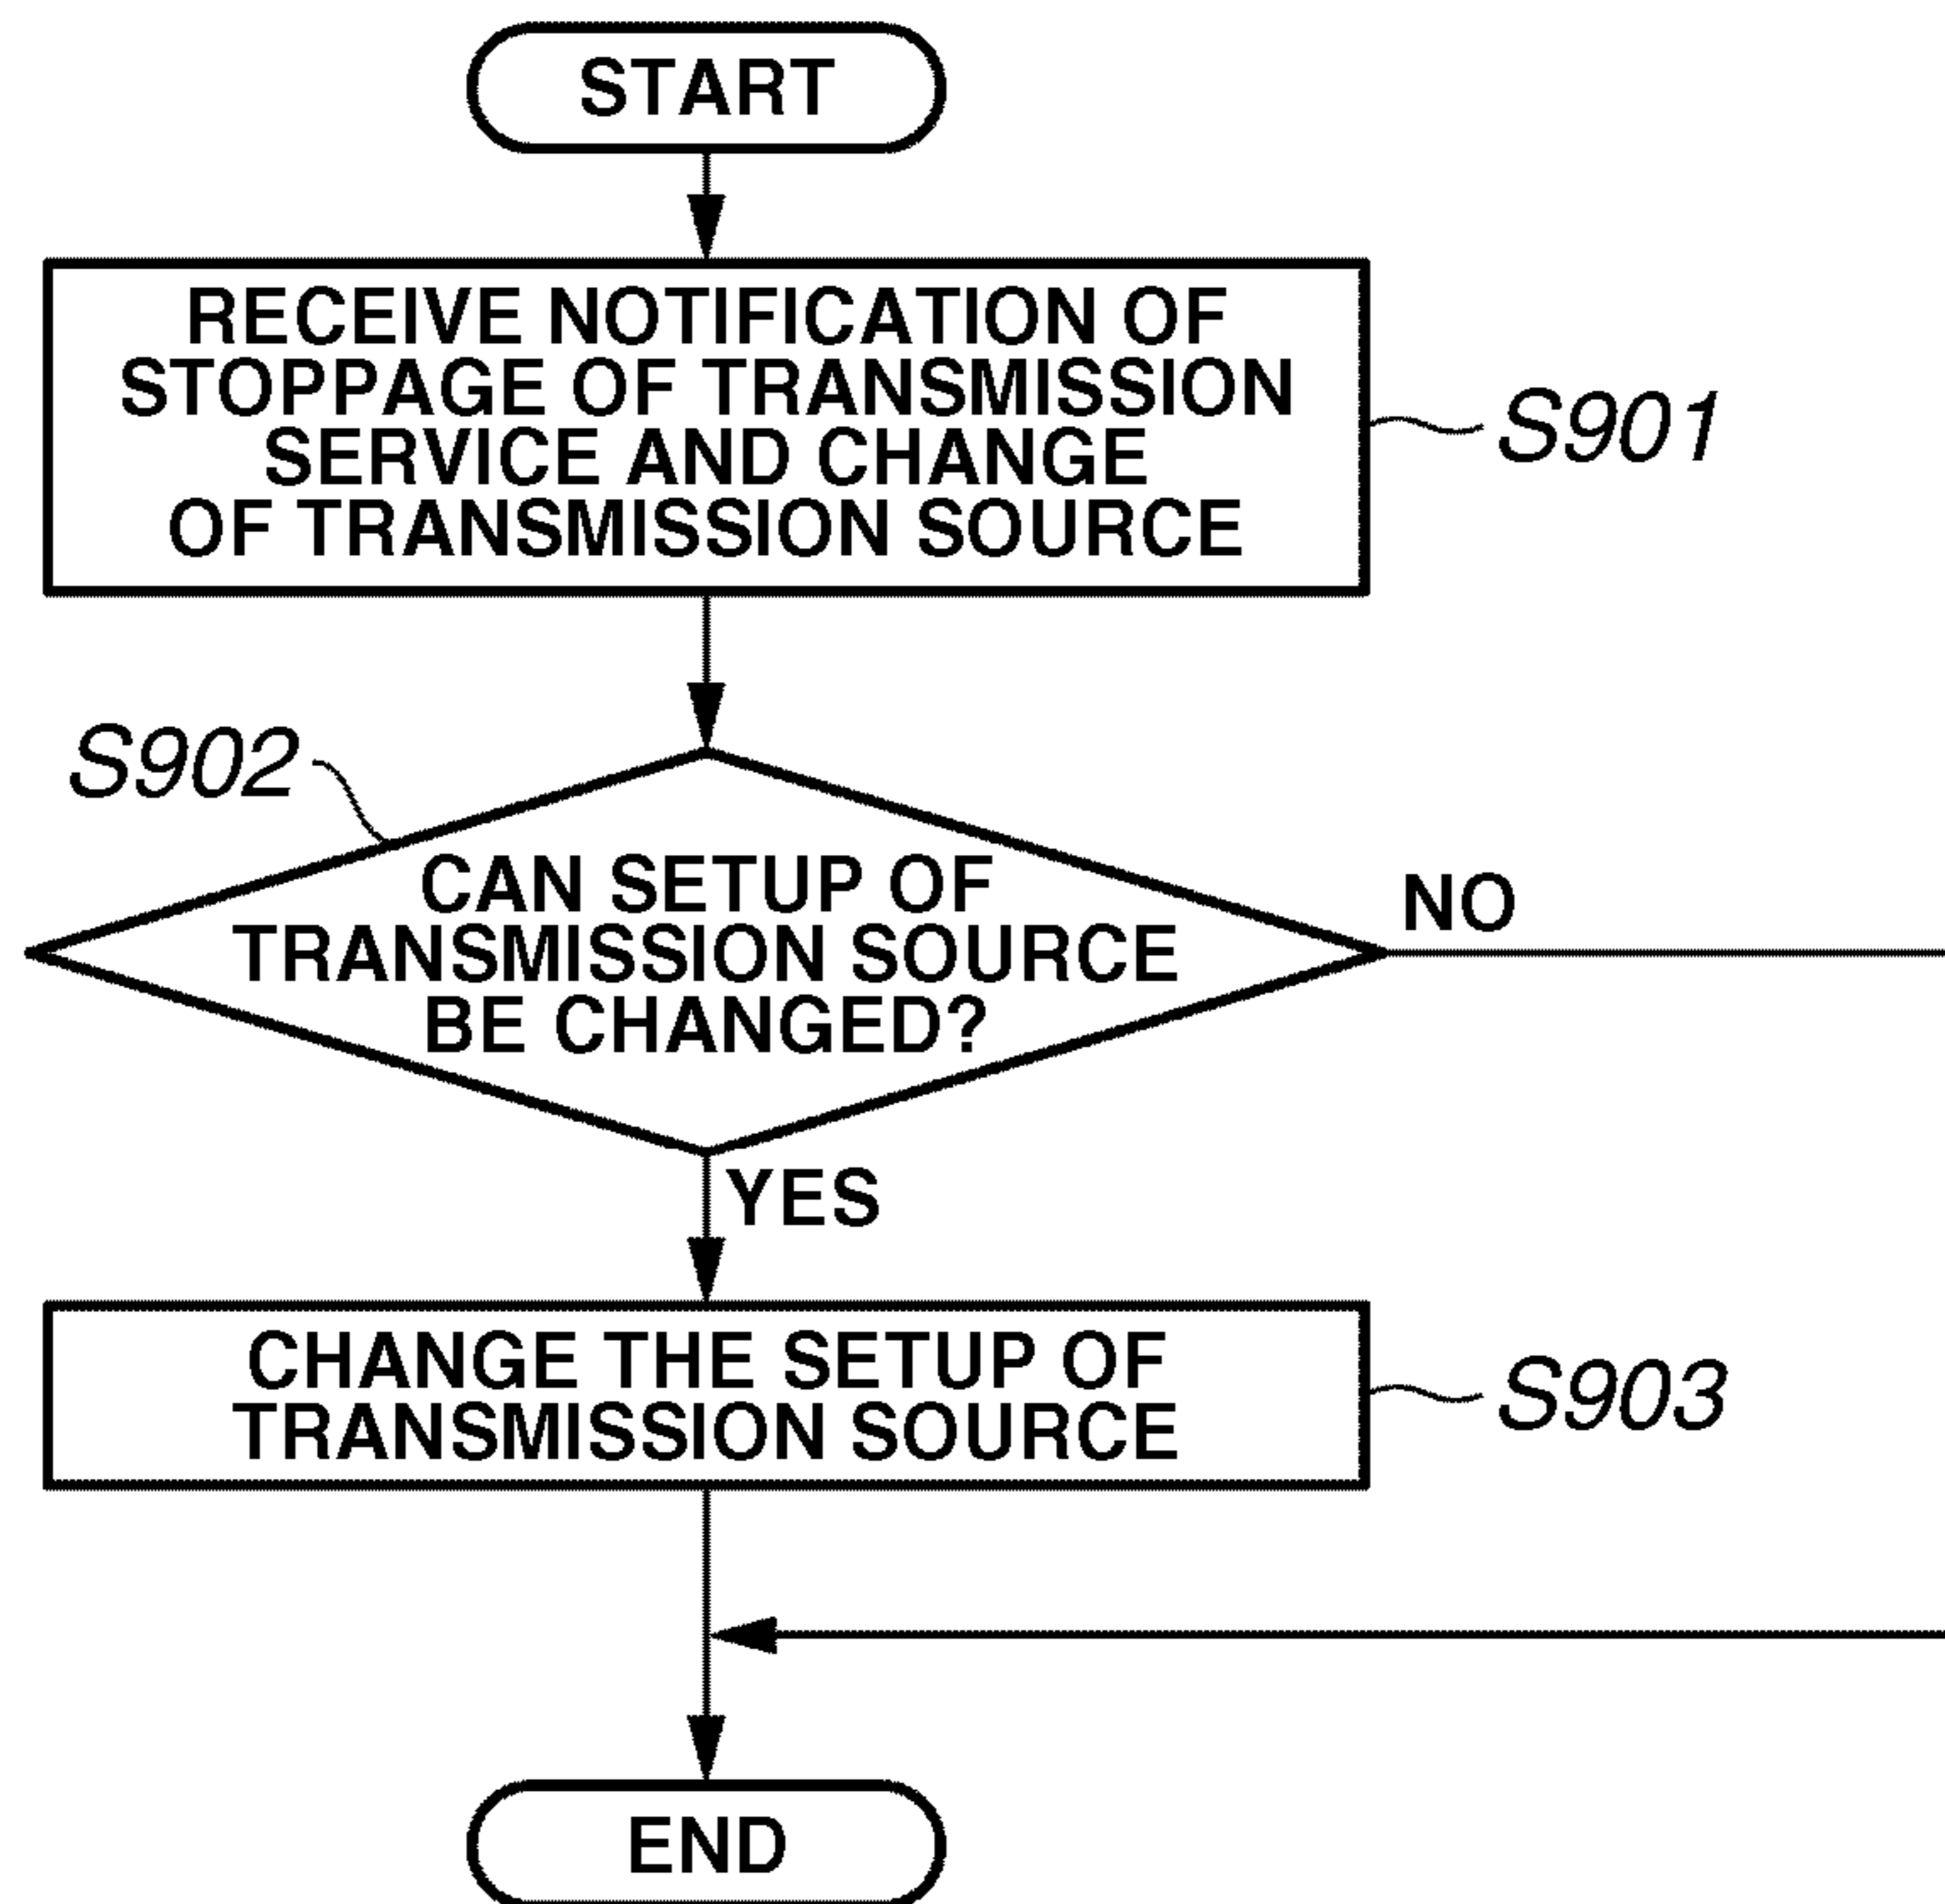 START
RECEIVE NOTIFICATION OF
STOPPAGE OF TRANSMISSION
SERVICE AND CHANGE
OF TRANSMISSION SOURCE
S901
S902
CAN SETUP OF
TRANSMISSION SOURCE
BE CHANGED?
NO
YES
CHANGE THE SETUP OF
TRANSMISSION SOURCE
S903
END